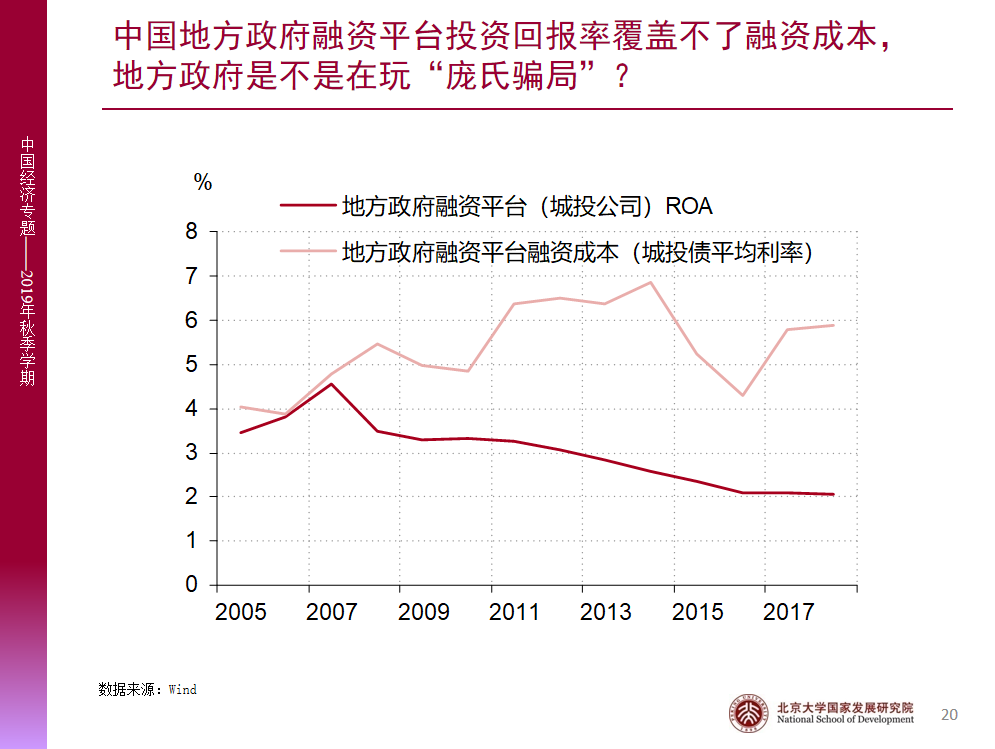 中国地方政府融资平台投资回报率覆盖不了融资成本，
地方政府是不是在玩“庞氏骗局”？
中国经济专题——2019年秋季学期
%
地方政府融资平台（城投公司）ROA
地方政府融资平台融资成本（城投债平均利率）
8
7
6
5
4
3
2
1
0
2005 2007 2009 2011 2013 2015 2017
数据来源：Wind
北京大学国家发展研究院
National School of Development
20